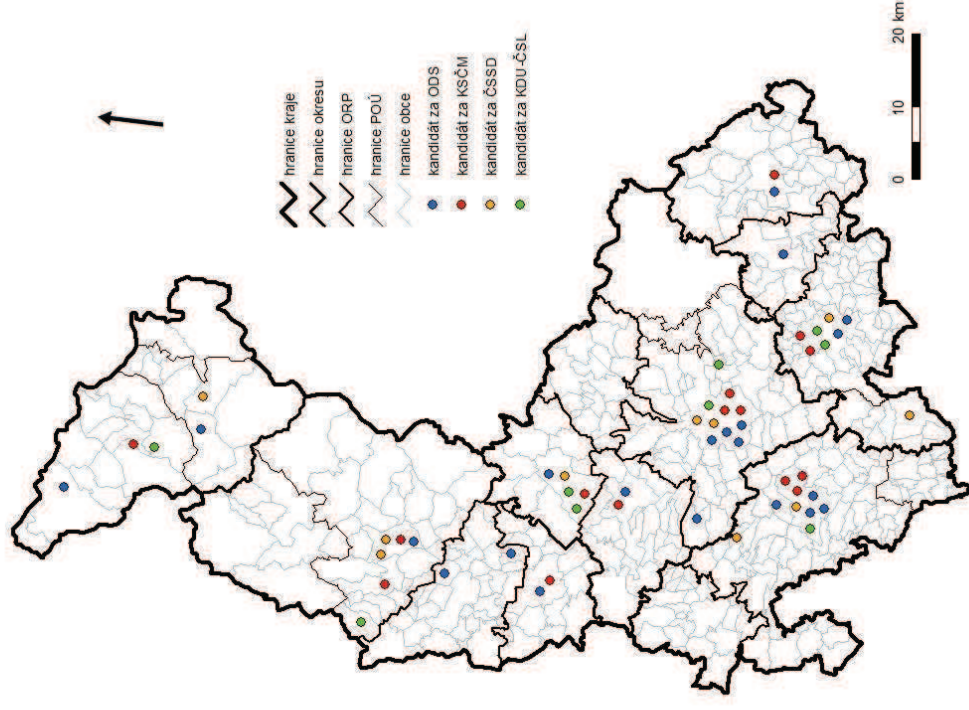 hranice kraje
hranice okresu
hranice ORP
hranice POÚ
hranice obce
kandidát za ODS
kandidát za KSČM
kandidát za ČSSD
kandidát za KDU-ČSL
0 10 20 km